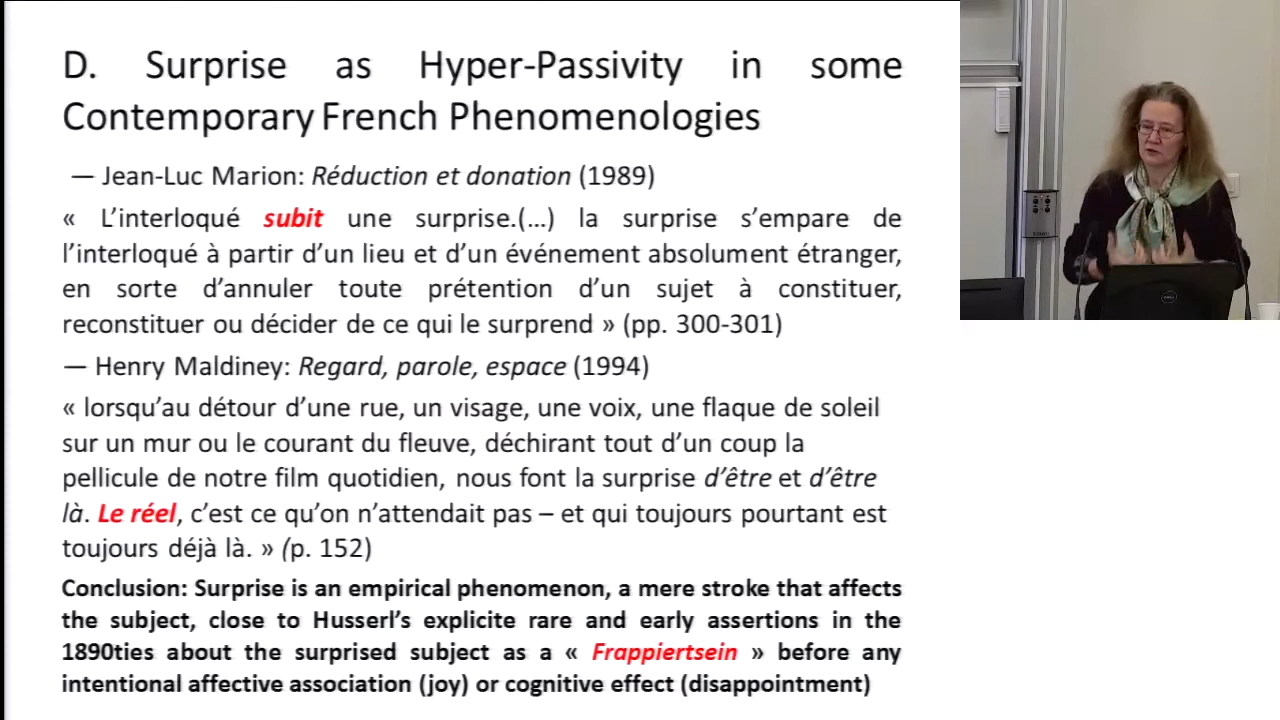 D. Surprise as Hyper-Passivity in some
Contemporary French Phenomenologies
— Jean-Luc Marion: Réduction et donation (1989)
« L’interloqué subit une surprise.(…) la surprise s’empare de
l’interloqué à partir d’un lieu et d’un événement absolument étranger,
en sorte d’annuler toute prétention d’un sujet à constituer,
reconstituer ou décider de ce qui le surprend » (pp. 300-301)
— Henry Maldiney: Regard, parole, espace (1994)
« lorsqu’au détour d’une rue, un visage, une voix, une flaque de soleil
sur un mur ou le courant du fleuve, déchirant tout d’un coup la
pellicule de notre film quotidien, nous font la surprise d’être et d’être
là. Le réel, c’est ce qu’on n’attendait pas – et qui toujours pourtant est
toujours déjà là. » (p. 152)
Conclusion: Surprise is an empirical phenomenon, a mere stroke that affects
the subject, close to Husserl’s explicite rare and early assertions in the
1890ties about the surprised subject as a « Frappiertsein » before any
intentional affective association (joy) or cognitive effect (disappointment)